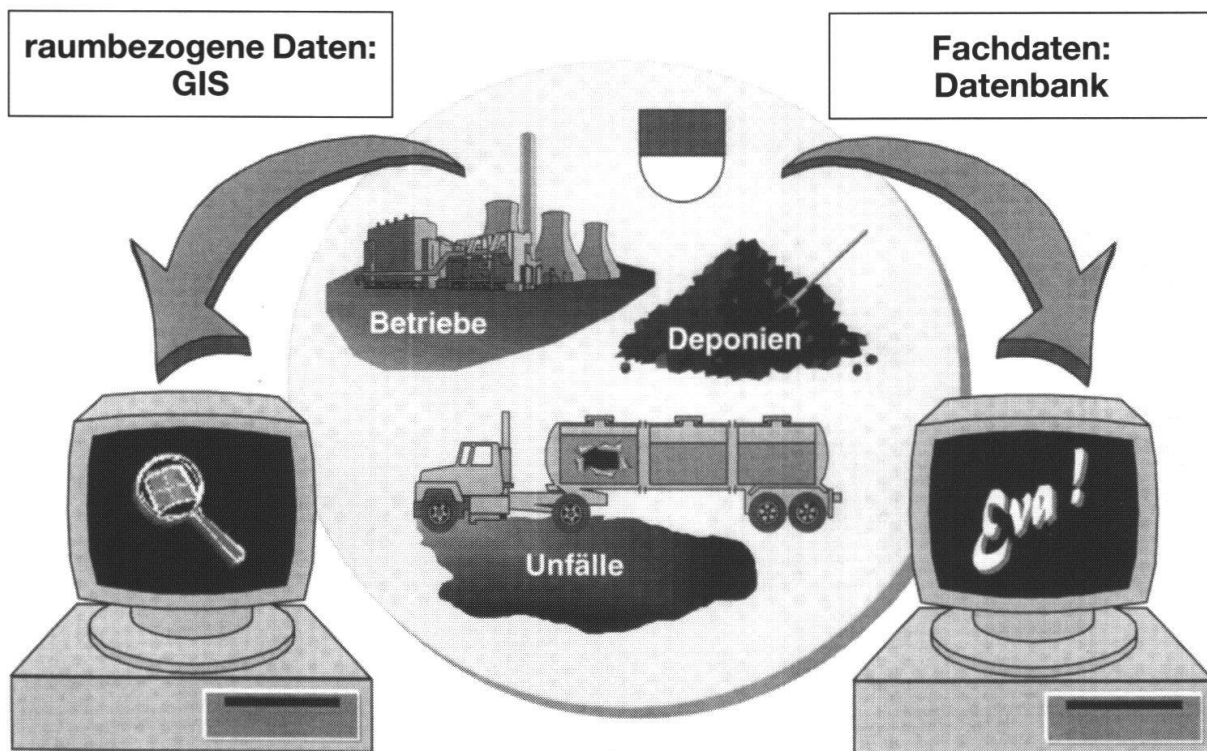 raumbezogene Daten:
GIS
Fachdaten:
Datenbank
Betriebe
Deponien
Unfälle
Eva!